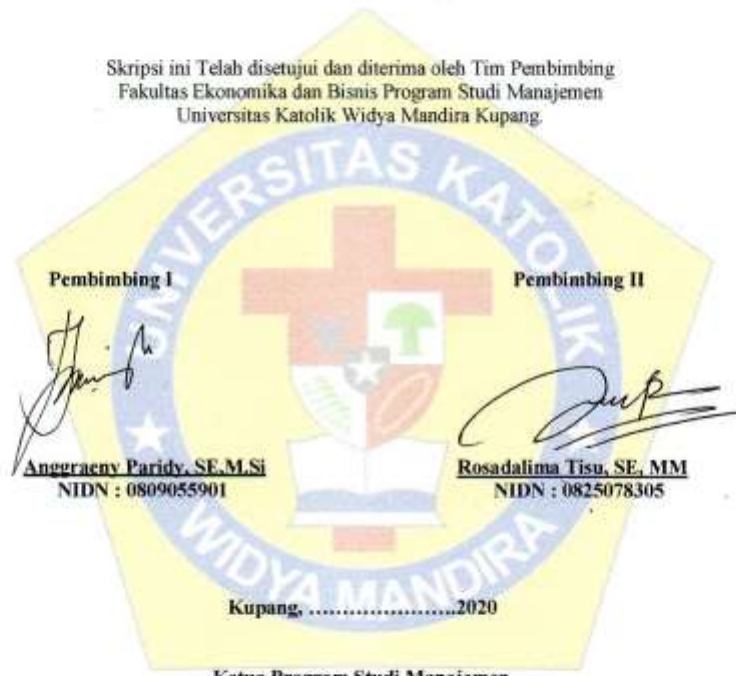 Skripsi ini Telah disetujui dan diterima oleh Tim Pembimbing
Fakultas Ekonomika dan Bisnis Program Studi Manajemen
Universitas Katolik Widya Mandira Kupang.
UNIVERSITAS KATOLIK
Pembimbing I
Pembimbing II
Anggraeny Paridy, SE.M.Si
NIDN : 0809055901
Rosadalima Tisu, SE, MM
NIDN : 0825078305
WIDYA MANDIRA
Kupang, .......................2020
Ketua Program Studi Manajemen